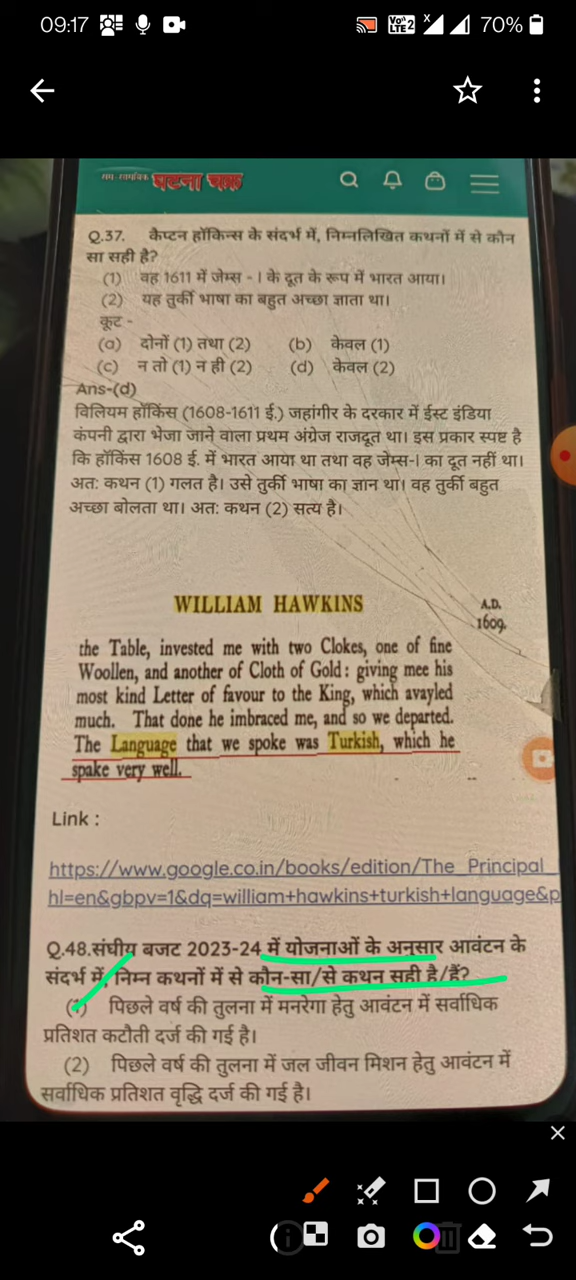 09:17
Vo))
LTE 2
X
70%
सम-सामयिक घटना चक्र
Q.37. कैप्टन हॉकिन्स के संदर्भ में, निम्नलिखित कथनों में से कौन
सा सही है?
(1) वह 1611 में जेम्स - I के दूत के रूप में भारत आया।
(2) यह तुर्की भाषा का बहुत अच्छा ज्ञाता था।
कूट -
(a) दोनों (1) तथा (2) (b) केवल (1)
(c) न तो (1) न ही (2) (d) केवल (2)
Ans-(d)
विलियम हॉकिंस (1608-1611 ई.) जहांगीर के दरकार में ईस्ट इंडिया
कंपनी द्वारा भेजा जाने वाला प्रथम अंग्रेज राजदूत था। इस प्रकार स्पष्ट है
कि हॉकिंस 1608 ई. में भारत आया था तथा वह जेम्स-I का दूत नहीं था।
अत: कथन (1) गलत है। उसे तुर्की भाषा का ज्ञान था। वह तुर्की बहुत
अच्छा बोलता था। अत: कथन (2) सत्य है।
WILLIAM HAWKINS
A.D.
1609.
the Table, invested me with two Clokes, one of fine
Woollen, and another of Cloth of Gold: giving mee his
most kind Letter of favour to the King, which avayled
much. That done he imbraced me, and so we departed.
The Language that we spoke was Turkish, which he
spake very well.
Link :
https://www.google.co.in/books/edition/The_Principal_
hl=en&gbpv=1&dq=william+hawkins+turkish+language&p
Q.48.संघीय बजट 2023-24 में योजनाओं के अनुसार आवंटन के
संदर्भ में, निम्न कथनों में से कौन-सा/से कथन सही है/हैं?
(1) पिछले वर्ष की तुलना में मनरेगा हेतु आवंटन में सर्वाधिक
प्रतिशत कटौती दर्ज की गई है।
(2) पिछले वर्ष की तुलना में जल जीवन मिशन हेतु आवंटन में
सर्वाधिक प्रतिशत वृद्धि दर्ज की गई है।